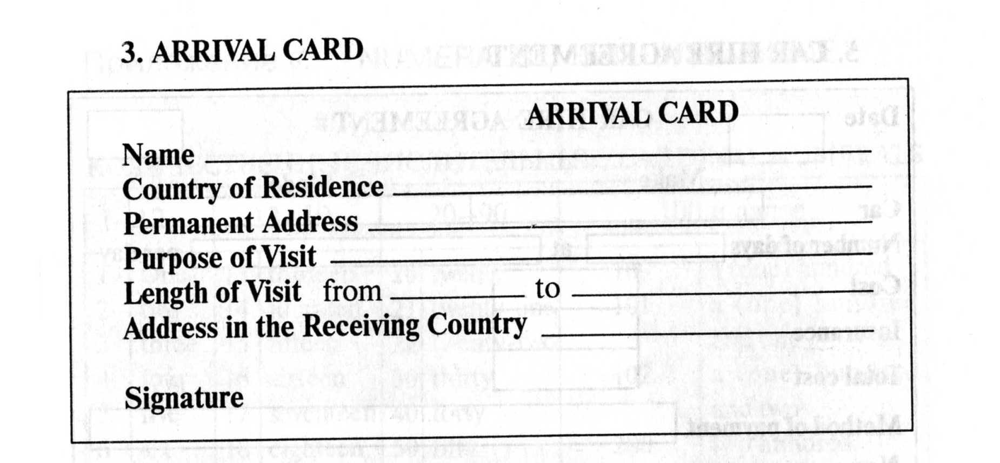 3. ARRIVAL CARD
ARRIVAL CARD
Name
Country of Residence
Permanent Address
Purpose of Visit
Length of Visit from to
Address in the Receiving Country
Signature